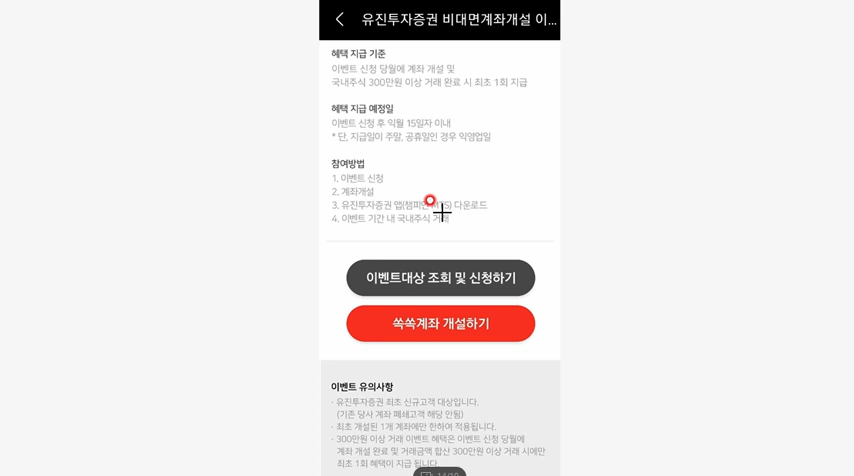 유진투자증권 비대면계좌개설 이...
혜택 지급 기준
이벤트 신청 당월에 계좌 개설 및
국내주식 300만원 이상 거래 완료 시 최초 1회 지급
혜택 지급 예정일
이벤트 신청 후 익월 15일자 이내
* 단, 지급일이 주말, 공휴일인 경우 익영업일
참여방법
1. 이벤트 신청
2. 계좌개설
3. 유진투자증권 앱(챔피언 MTS) 다운로드
4. 이벤트 기간 내 국내주식 거래
이벤트대상 조회 및 신청하기
쏙쏙계좌 개설하기
이벤트 유의사항
· 유진투자증권 최초 신규고객 대상입니다.
(기존 당사 계좌 폐쇄고객 해당 안됨)
· 최초 개설된 1개 계좌에만 한하여 적용됩니다.
· 300만원 이상 거래 이벤트 혜택은 이벤트 신청 당월에
계좌 개설 완료 및 거래금액 합산 300만원 이상 거래 시에만
최초 1회 혜택이 지급 됩니다.